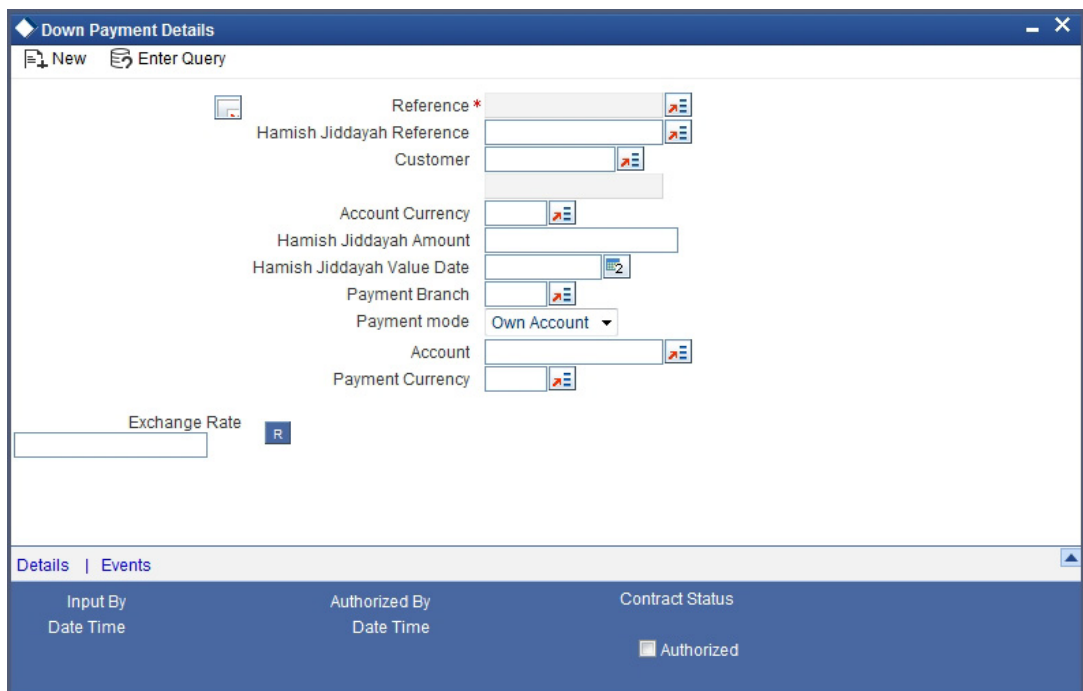 Down Payment Details
New Enter Query
Reference *
Hamish Jiddayah Reference
Customer
Account Currency
Hamish Jiddayah Amount
Hamish Jiddayah Value Date 2
Payment Branch
Payment mode Own Account
Account
Payment Currency
Exchange Rate
R
Details | Events
Input By Authorized By Contract Status
Date Time Date Time
Authorized